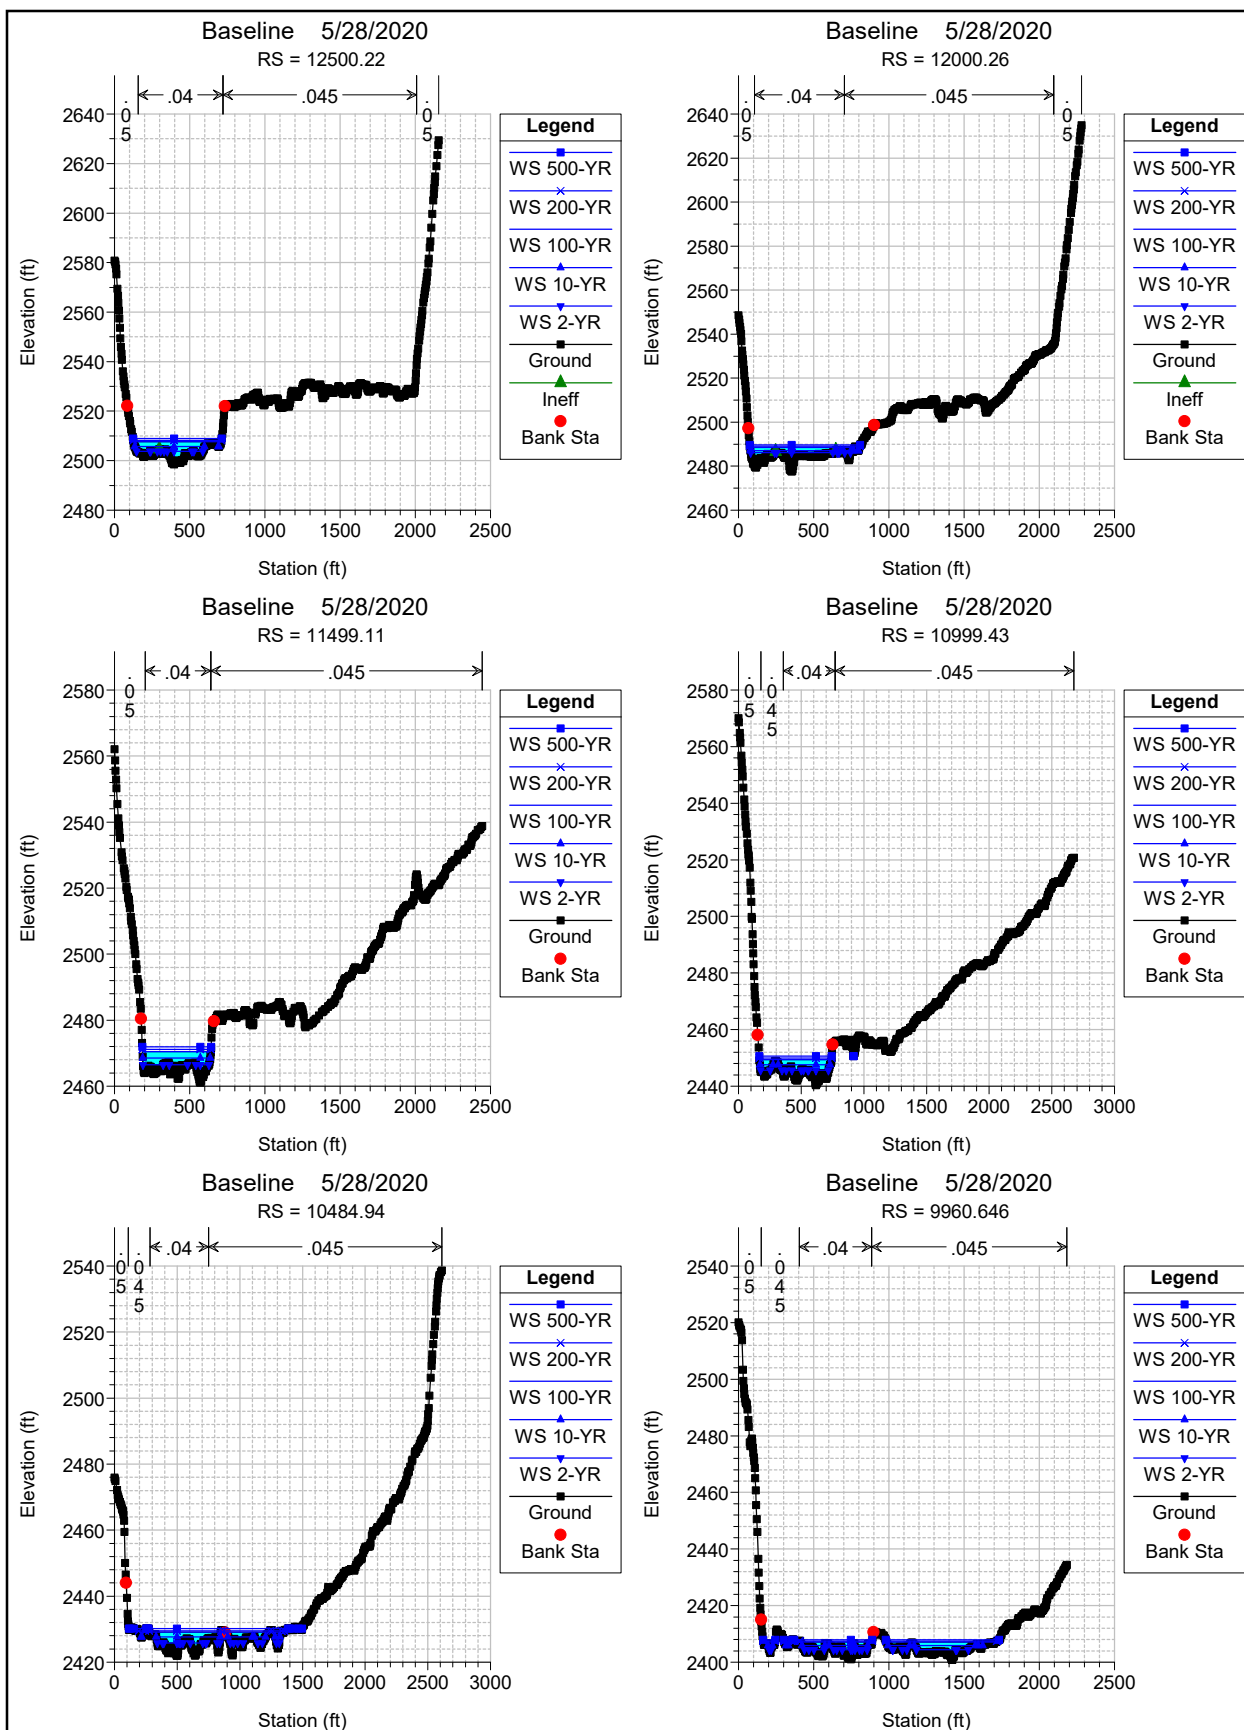 Baseline 5/28/2020
RS = 12500.22
.05
.04
.045
.05
2640
2620
2600
2580
2560
2540
2520
2500
2480
Elevation (ft)
0 500 1000 1500 2000 2500
Station (ft)
Legend
WS 500-YR
WS 200-YR
WS 100-YR
WS 10-YR
WS 2-YR
Ground
Ineff
Bank Sta
Baseline 5/28/2020
RS = 12000.26
.05
.04
.045
.05
2640
2620
2600
2580
2560
2540
2520
2500
2480
2460
Elevation (ft)
0 500 1000 1500 2000 2500
Station (ft)
Legend
WS 500-YR
WS 200-YR
WS 100-YR
WS 10-YR
WS 2-YR
Ground
Ineff
Bank Sta
Baseline 5/28/2020
RS = 11499.11
.05
.04
.045
2580
2560
2540
2520
2500
2480
2460
Elevation (ft)
0 500 1000 1500 2000 2500
Station (ft)
Legend
WS 500-YR
WS 200-YR
WS 100-YR
WS 10-YR
WS 2-YR
Ground
Bank Sta
Baseline 5/28/2020
RS = 10999.43
.05
.045
.04
.045
2580
2560
2540
2520
2500
2480
2460
2440
Elevation (ft)
0 500 1000 1500 2000 2500 3000
Station (ft)
Legend
WS 500-YR
WS 200-YR
WS 100-YR
WS 10-YR
WS 2-YR
Ground
Bank Sta
Baseline 5/28/2020
RS = 10484.94
.05
.045
.04
.045
2540
2520
2500
2480
2460
2440
2420
Elevation (ft)
0 500 1000 1500 2000 2500 3000
Station (ft)
Legend
WS 500-YR
WS 200-YR
WS 100-YR
WS 10-YR
WS 2-YR
Ground
Bank Sta
Baseline 5/28/2020
RS = 9960.646
.05
.045
.04
.045
2540
2520
2500
2480
2460
2440
2420
2400
Elevation (ft)
0 500 1000 1500 2000 2500
Station (ft)
Legend
WS 500-YR
WS 200-YR
WS 100-YR
WS 10-YR
WS 2-YR
Ground
Bank Sta